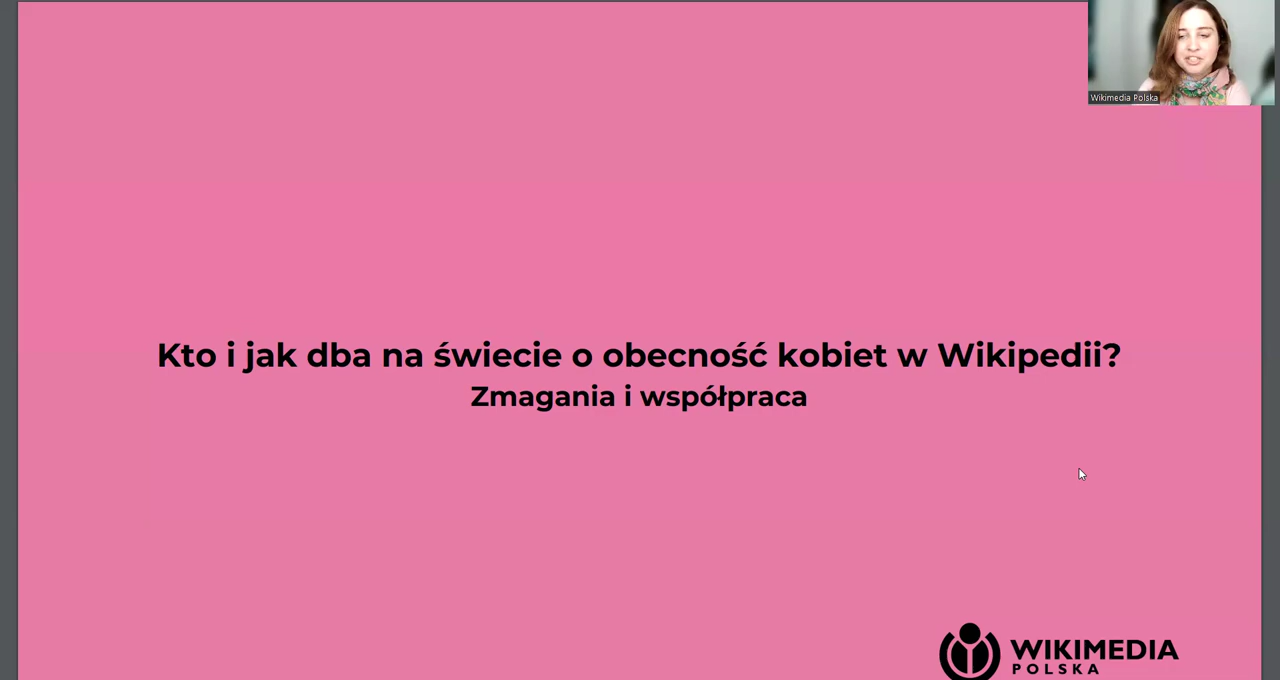 Wikimedia Polska
Kto i jak dba na świecie o obecność kobiet w Wikipedii?
Zmagania i współpraca
WIKIMEDIA
POLSKA